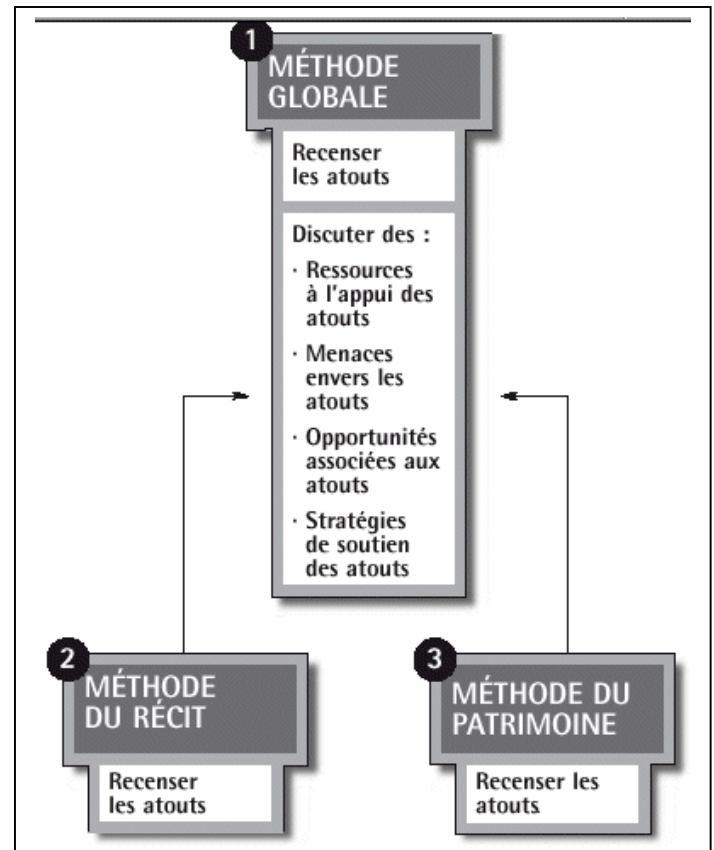 1
MÉTHODE
GLOBALE
Recenser
les atouts
Discuter des :
· Ressources
à l'appui des
atouts
· Menaces
envers les
atouts
· Opportunités
associées aux
atouts
· Stratégies
de soutien
des atouts
2
MÉTHODE
DU RÉCIT
Recenser
les atouts
3
MÉTHODE DU
PATRIMOINE
Recenser les
atouts